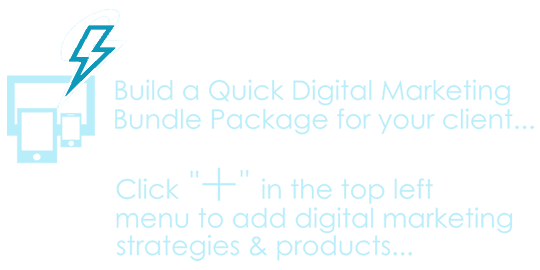 Build a Quick Digital Marketing
Bundle Package for your client...
Click "+" in the top left
menu to add digital marketing
strategies & products...